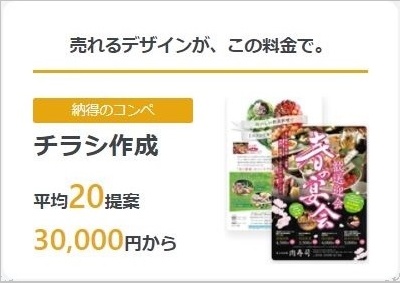 売れるデザインが、この料金で。
納得のコンペ
チラシ作成
平均20提案
30,000円から
春の宴会